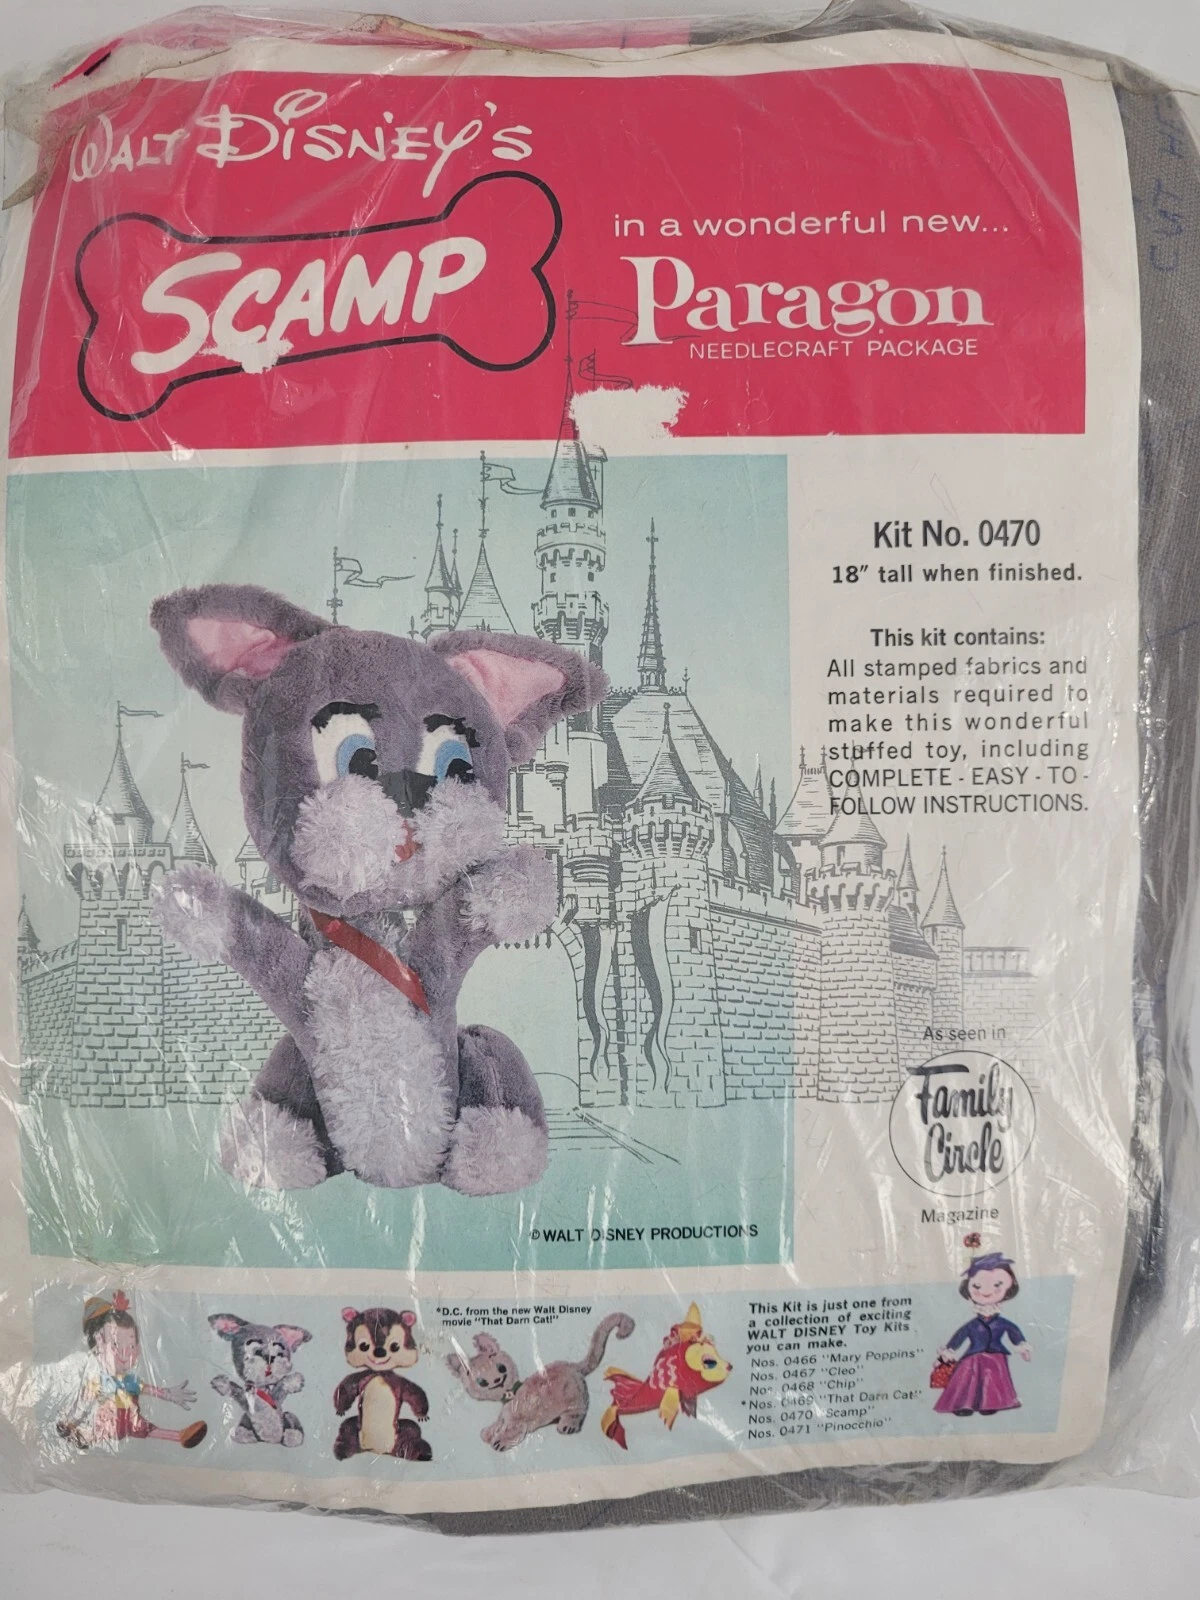 WALT DISNEY'S
SCAMP
in a wonderful new...
Paragon
NEEDLECRAFT PACKAGE
Kit No. 0470
18″ tall when finished.
This kit contains:
All stamped fabrics and
materials required to
make this wonderful
stuffed toy, including
COMPLETE - EASY - TO -
FOLLOW INSTRUCTIONS.
As seen in
Family
Circle
Magazine
© WALT DISNEY PRODUCTIONS
*D.C. from the new Walt Disney
movie "That Darn Cat!"
This Kit is just one from
a collection of exciting
WALT DISNEY Toy Kits
you can make.
Nos. 0466 "Mary Poppins"
Nos. 0467 "Cleo"
Nos. 0468 "Chip"
*Nos. 0469 "That Darn Cat!"
Nos. 0470 "Scamp"
Nos. 0471 "Pinocchio"
CUT